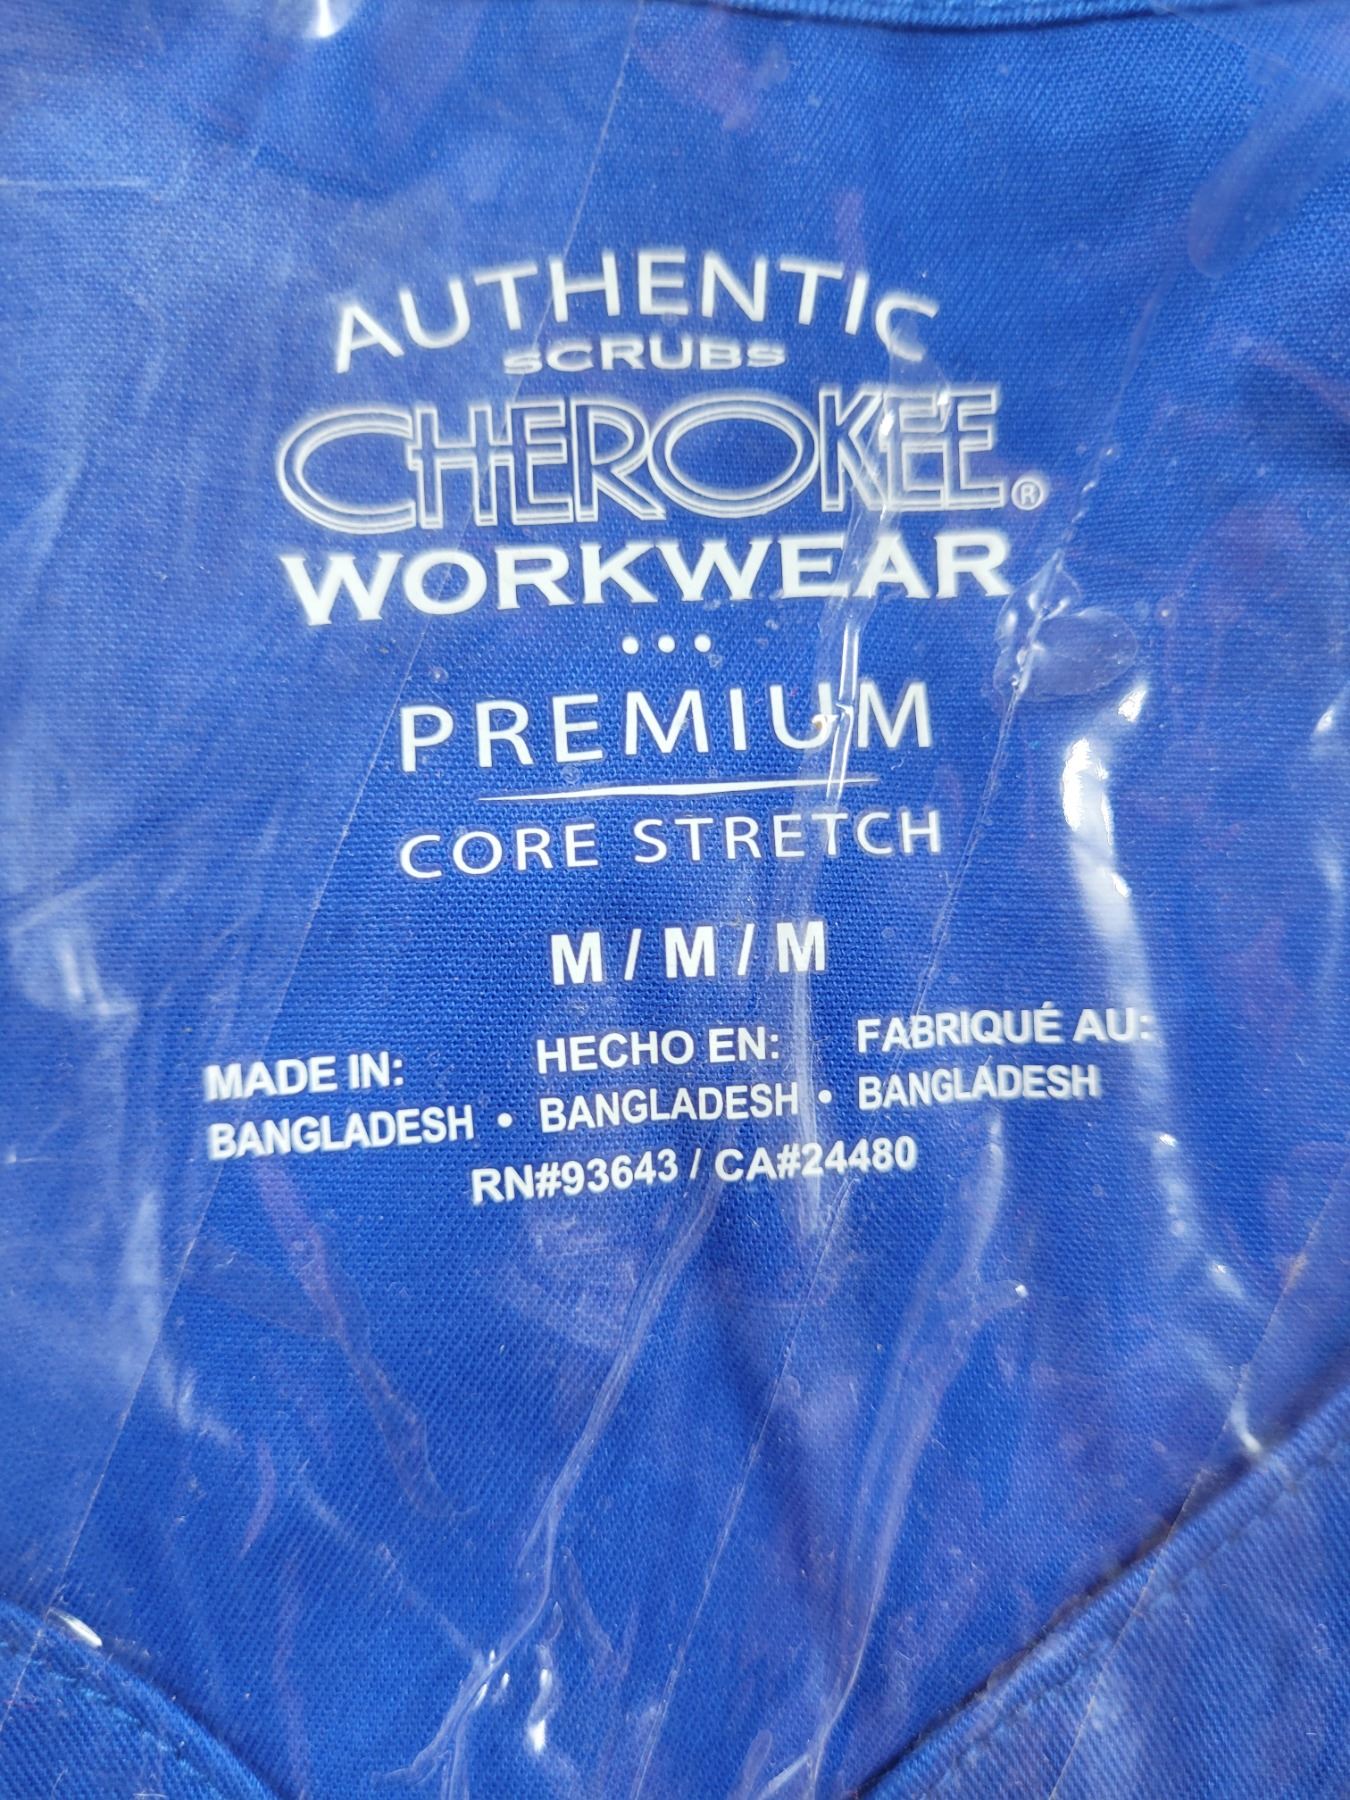 AUTHENTIC
SCRUBS
CHEROKEE®
WORKWEAR
•••
PREMIUM
CORE STRETCH
M / M / M
MADE IN: HECHO EN: FABRIQUÉ AU:
BANGLADESH • BANGLADESH • BANGLADESH
RN#93643 / CA#24480